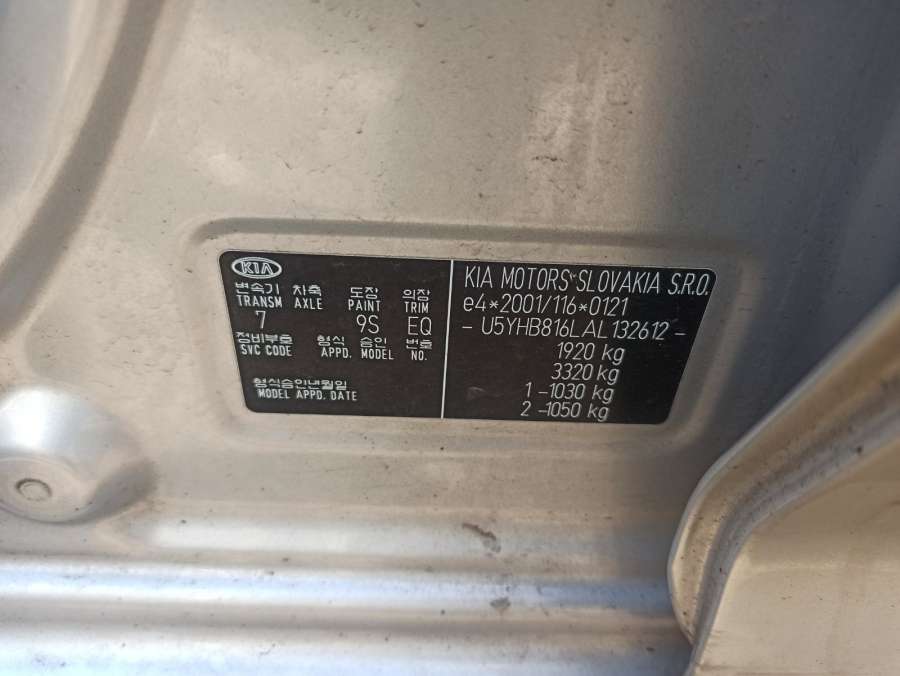 KIA
변속기 차축 도장 의장
TRANSM AXLE PAINT TRIM
7 9S EQ
정비부호 형식 승인 번호
SVC CODE APPD. MODEL NO.
형식승인년월일
MODEL APPD. DATE
KIA MOTORS SLOVAKIA S.R.O.
e4*2001/116*0121
- U5YHB816LAL132612 -
1920 kg
3320 kg
1 -1030 kg
2 -1050 kg